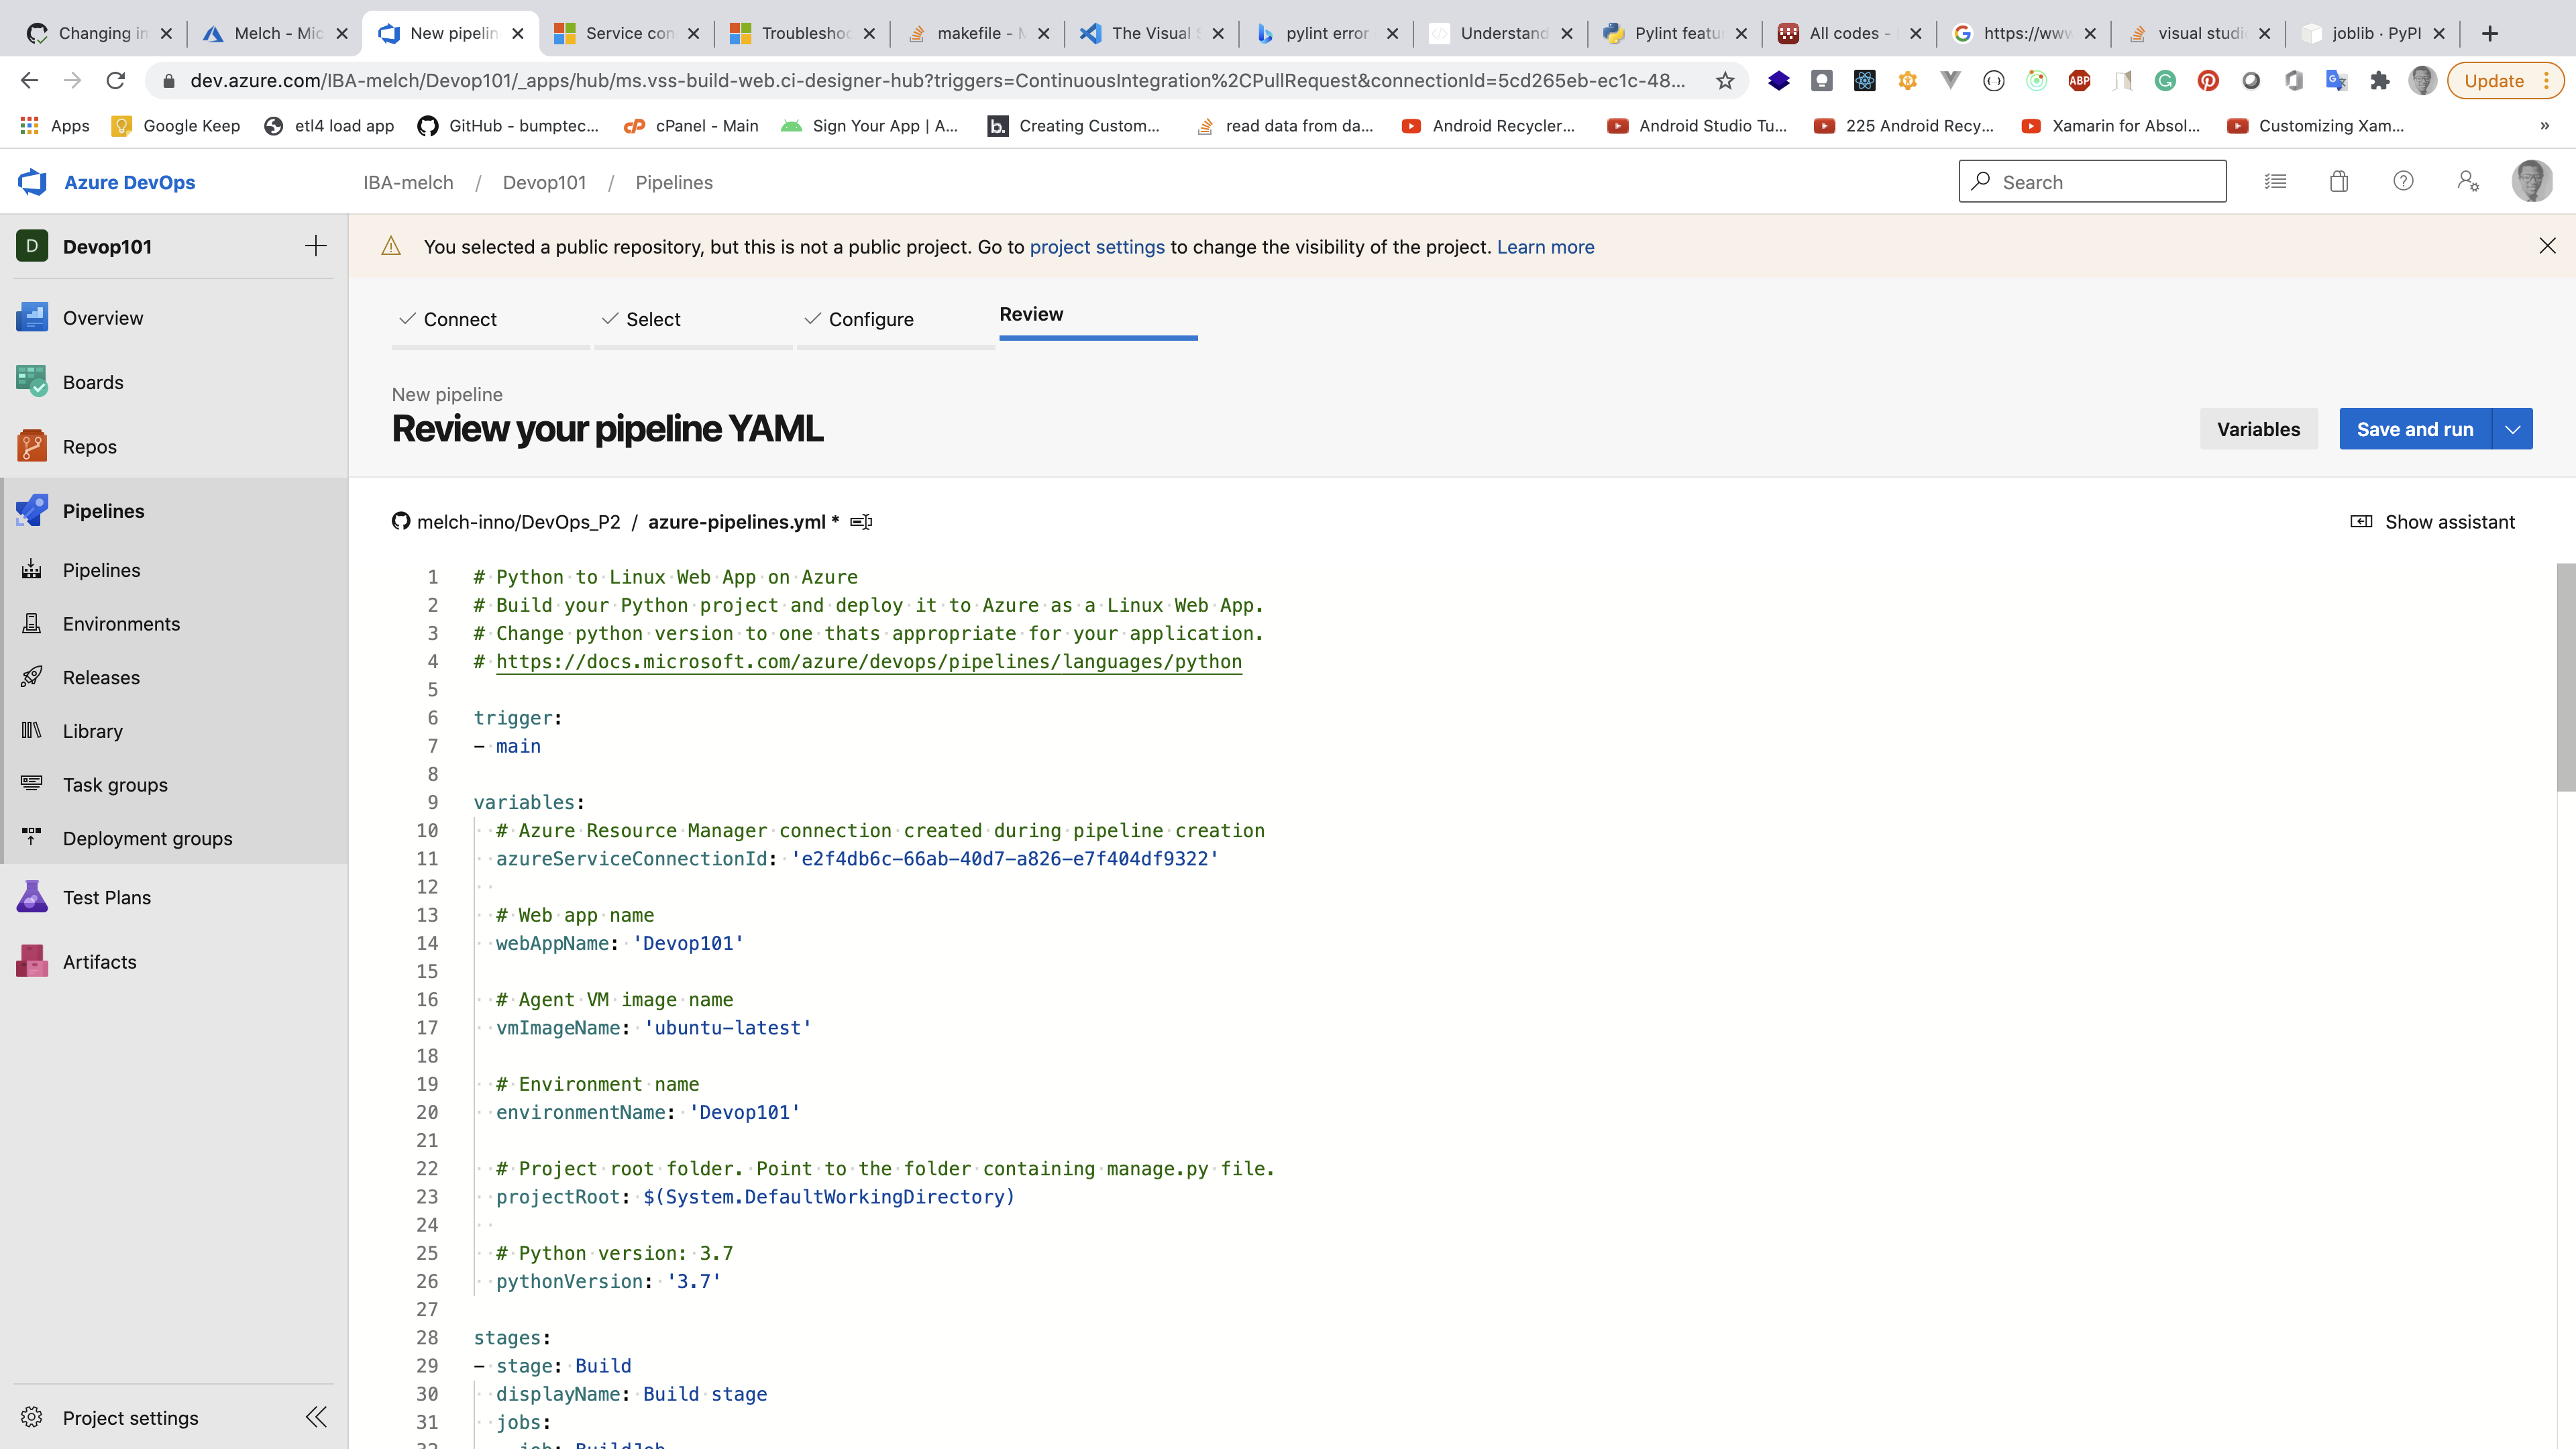 Changing in
Melch - Mic
New pipelin
Service con
Troubleshoo
makefile - M
The Visual S
pylint error
Understand
Pylint featur
All codes -
https://www
visual studi
joblib · PyPI
dev.azure.com/IBA-melch/Devop101/_apps/hub/ms.vss-build-web.ci-designer-hub?triggers=ContinuousIntegration%2CPullRequest&connectionId=5cd265eb-ec1c-48...
ABP
Update
Apps
Google Keep
etl4 load app
GitHub - bumptec...
cPanel - Main
Sign Your App | A...
b.
Creating Custom...
read data from da...
Android Recycler...
Android Studio Tu...
225 Android Recy...
Xamarin for Absol...
Customizing Xam...
»
Azure DevOps
IBA-melch / Devop101 / Pipelines
Search
D Devop101
Overview
Boards
Repos
Pipelines
Pipelines
Environments
Releases
Library
Task groups
Deployment groups
Test Plans
Artifacts
Project settings
You selected a public repository, but this is not a public project. Go to project settings to change the visibility of the project. Learn more
Connect
Select
Configure
Review
New pipeline
Review your pipeline YAML
Variables
Save and run
melch-inno/DevOps_P2 / azure-pipelines.yml *
Show assistant
1 # Python to Linux Web App on Azure
2 # Build your Python project and deploy it to Azure as a Linux Web App.
3 # Change python version to one thats appropriate for your application.
4 # https://docs.microsoft.com/azure/devops/pipelines/languages/python
5
6 trigger:
7 - main
8
9 variables:
10 # Azure Resource Manager connection created during pipeline creation
11 azureServiceConnectionId: 'e2f4db6c-66ab-40d7-a826-e7f404df9322'
12
13 # Web app name
14 webAppName: 'Devop101'
15
16 # Agent VM image name
17 vmImageName: 'ubuntu-latest'
18
19 # Environment name
20 environmentName: 'Devop101'
21
22 # Project root folder. Point to the folder containing manage.py file.
23 projectRoot: $(System.DefaultWorkingDirectory)
24
25 # Python version: 3.7
26 pythonVersion: '3.7'
27
28 stages:
29 - stage: Build
30 displayName: Build stage
31 jobs:
32 job: BuildJob